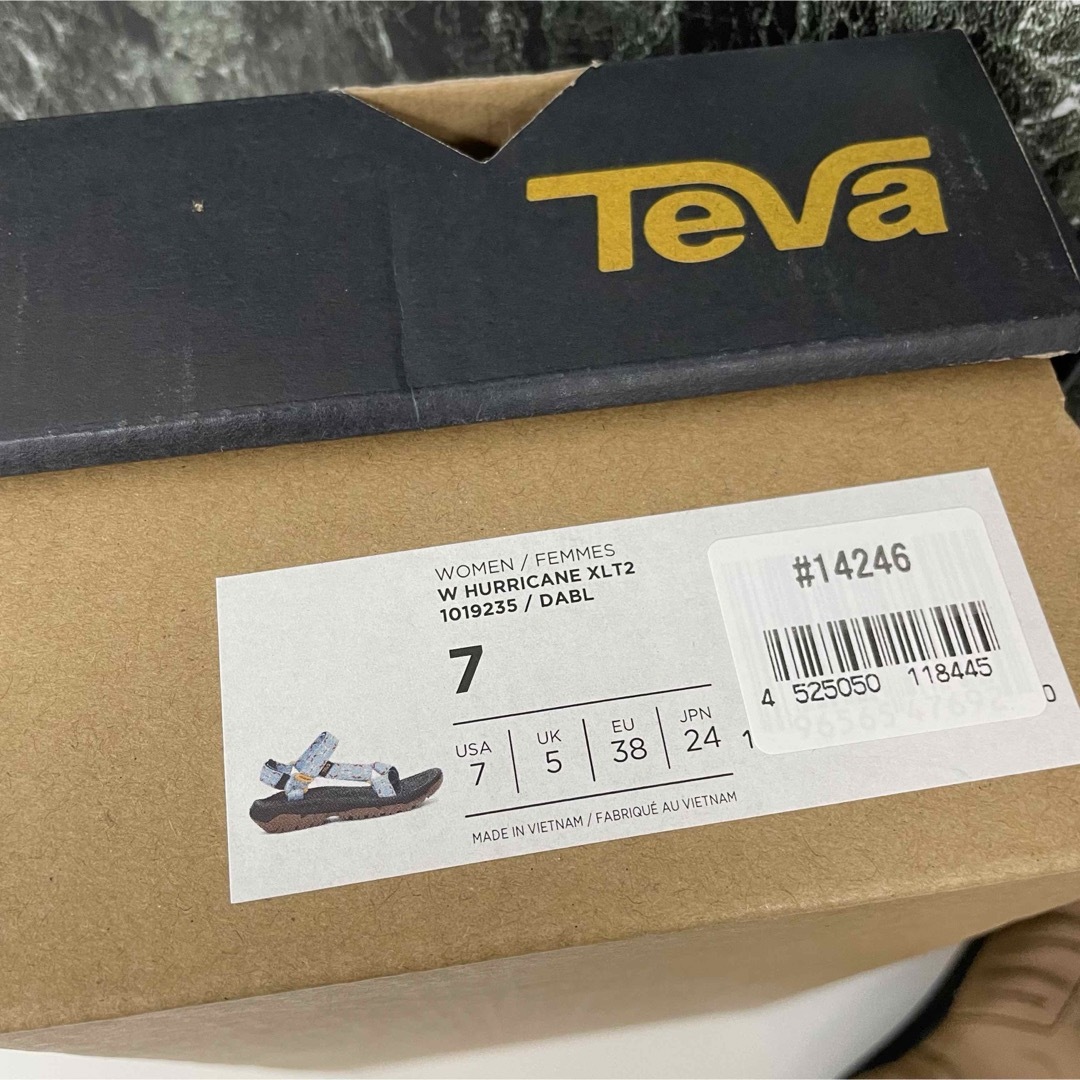 Teva
WOMEN / FEMMES
W HURRICANE XLT2
1019235 / DABL
7
USA UK EU JPN
7 5 38 24
MADE IN VIETNAM / FABRIQUÉ AU VIETNAM
#14246
4 525050 118445